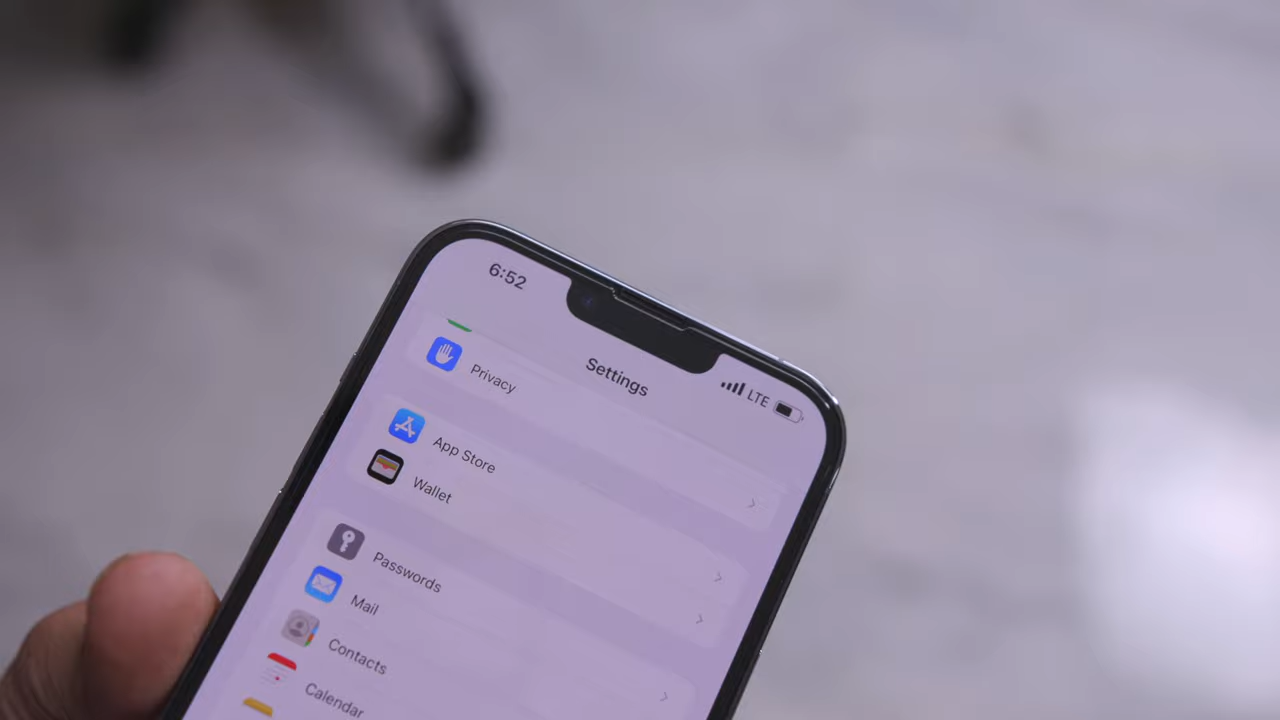 6:52
LTE
Settings
Privacy
App Store
Wallet
Passwords
Mail
Contacts
Calendar